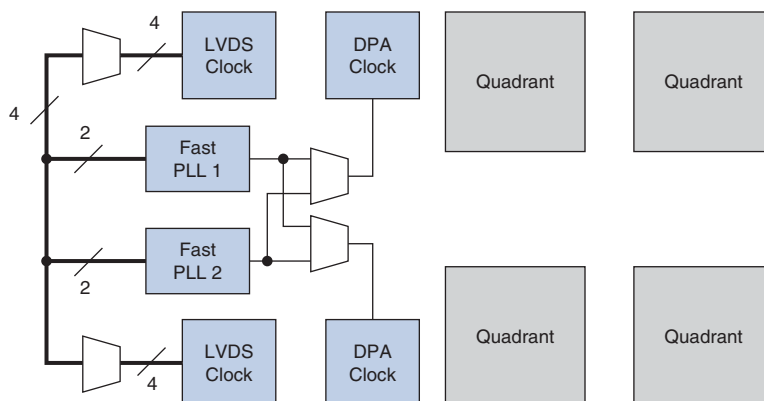 4
LVDS
Clock
DPA
Clock
Quadrant
Quadrant
4
2
Fast
PLL 1
Fast
PLL 2
2
LVDS
Clock
4
DPA
Clock
Quadrant
Quadrant